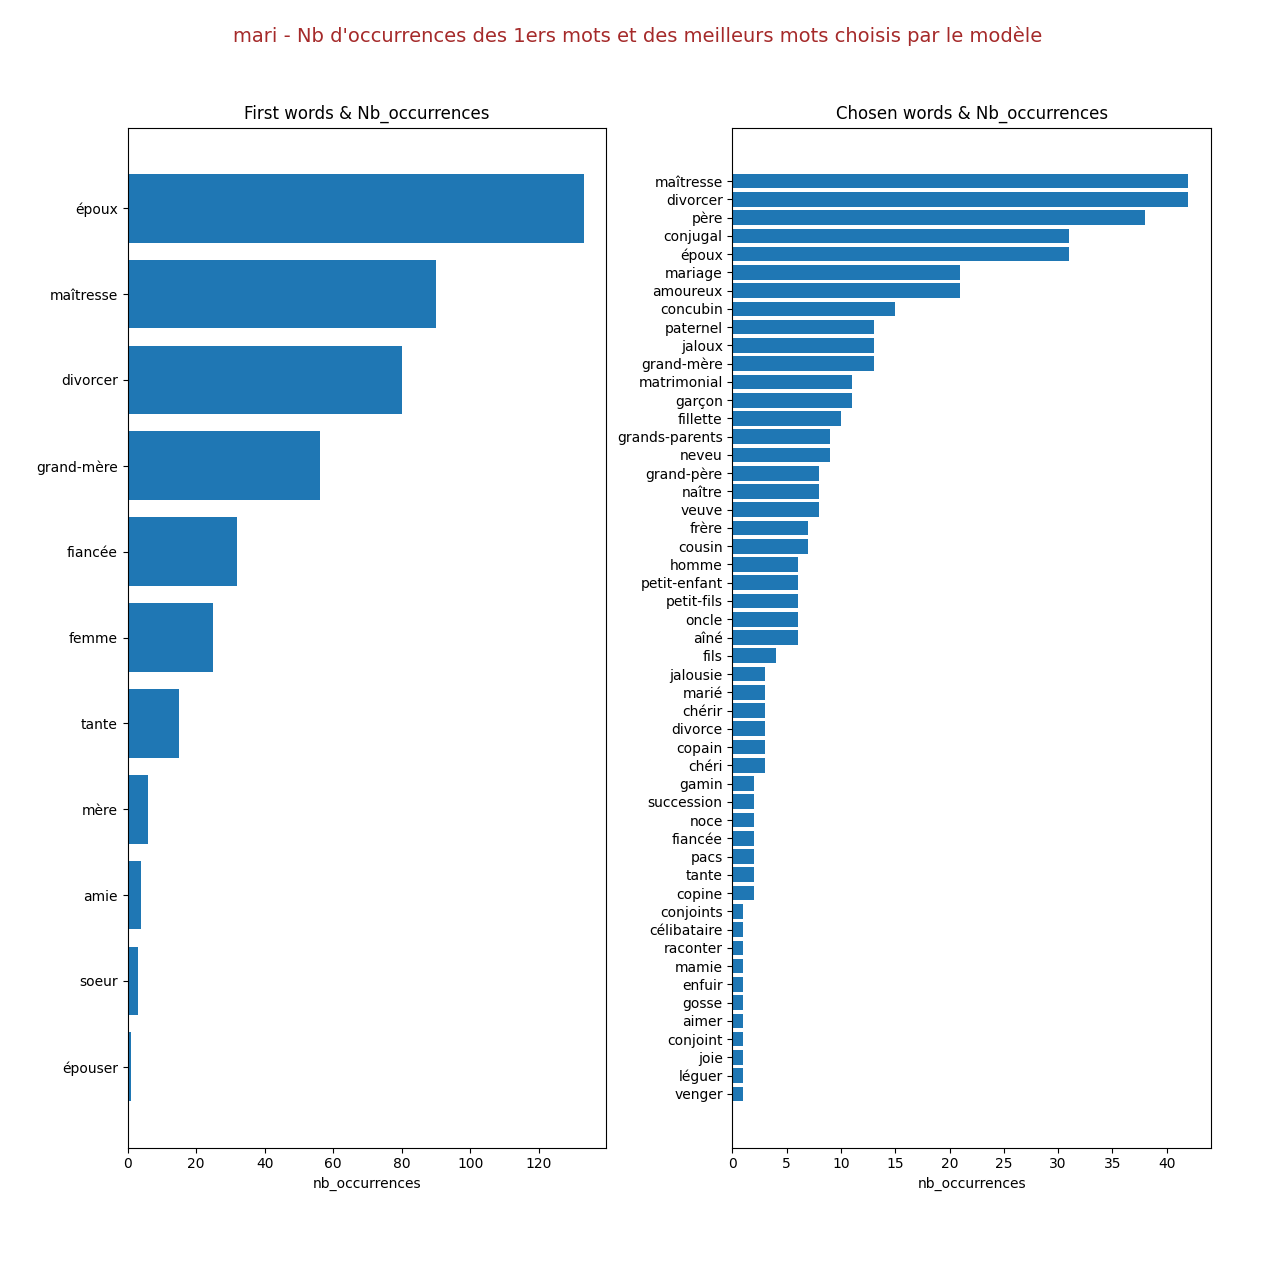 mari - Nb d'occurrences des 1ers mots et des meilleurs mots choisis par le modèle
First words & Nb_occurrences
époux
maîtresse
divorcer
grand-mère
fiancée
femme
tante
mère
amie
soeur
épouser
0 20 40 60 80 100 120
nb_occurrences
Chosen words & Nb_occurrences
maîtresse
divorcer
père
conjugal
époux
mariage
amoureux
concubin
paternel
jaloux
grand-mère
matrimonial
garçon
fillette
grands-parents
neveu
grand-père
naître
veuve
frère
cousin
homme
petit-enfant
petit-fils
oncle
aîné
fils
jalousie
marié
chérir
divorce
copain
chéri
gamin
succession
noce
fiancée
pacs
tante
copine
conjoints
célibataire
raconter
mamie
enfuir
gosse
aimer
conjoint
joie
léguer
venger
0 5 10 15 20 25 30 35 40
nb_occurrences